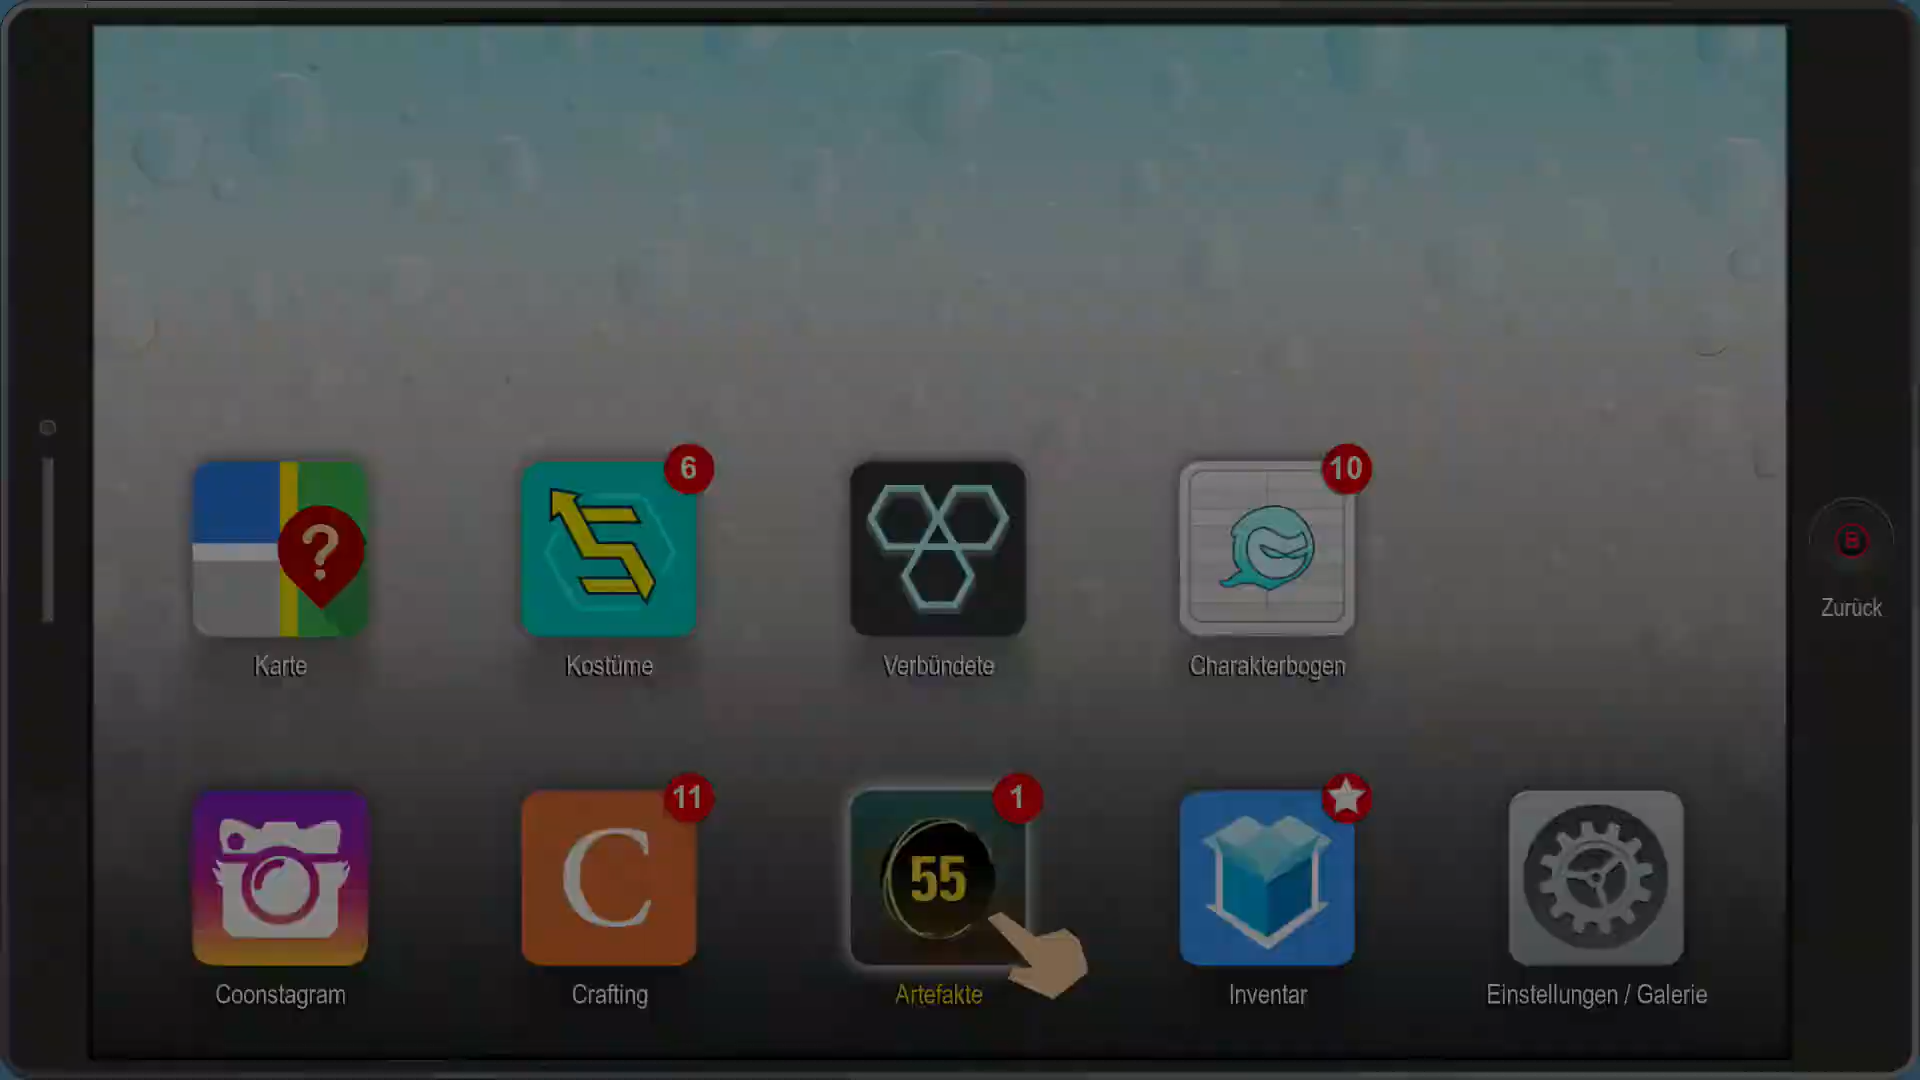 ?
6
10
B
Karte
Kostüme
Verbündete
Charakterbogen
Zurück
11
1
C
55
Coonstagram
Crafting
Artefakte
Inventar
Einstellungen / Galerie